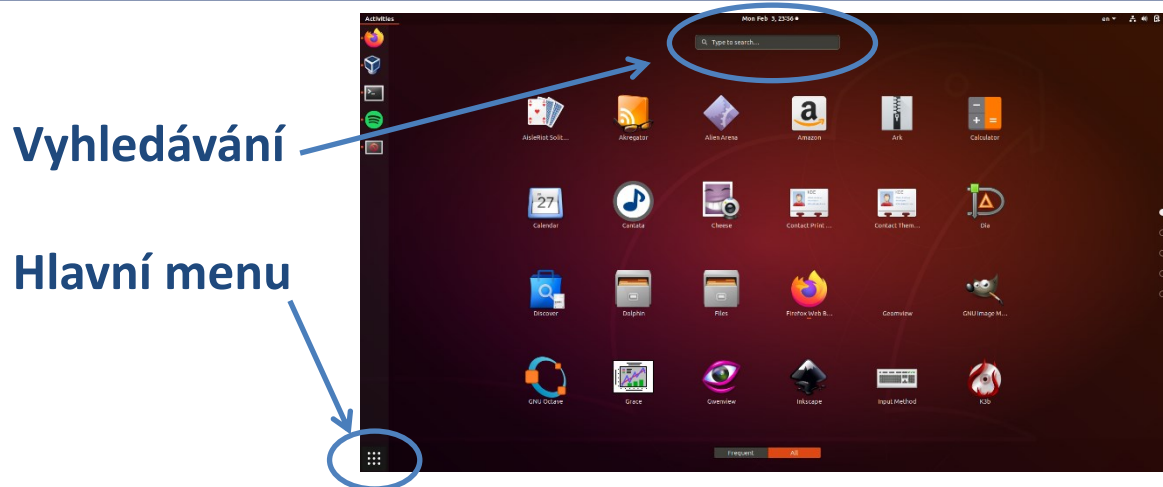 Activities
Mon Feb 3, 23:56
en
Type to search...
Vyhledávání
Hlavní menu
AisleRiot Solit...
Akregator
Alien Arena
Amazon
Ark
Calculator
27
Calendar
Cantata
Cheese
Contact Print ...
Contact Them...
Dia
Discover
Dolphin
Files
Firefox Web B...
Geomview
GNU Image M...
GNU Octave
Grace
Gwenview
Inkscape
Input Method
K3b
Frequent
All